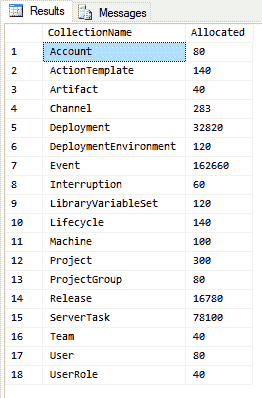 Results Messages
CollectionName Allocated
1 Account 80
2 ActionTemplate 140
3 Artifact 40
4 Channel 283
5 Deployment 32820
6 DeploymentEnvironment 120
7 Event 162660
8 Interruption 60
9 LibraryVariableSet 120
10 Lifecycle 140
11 Machine 100
12 Project 300
13 ProjectGroup 80
14 Release 16780
15 ServerTask 78100
16 Team 40
17 User 80
18 UserRole 40